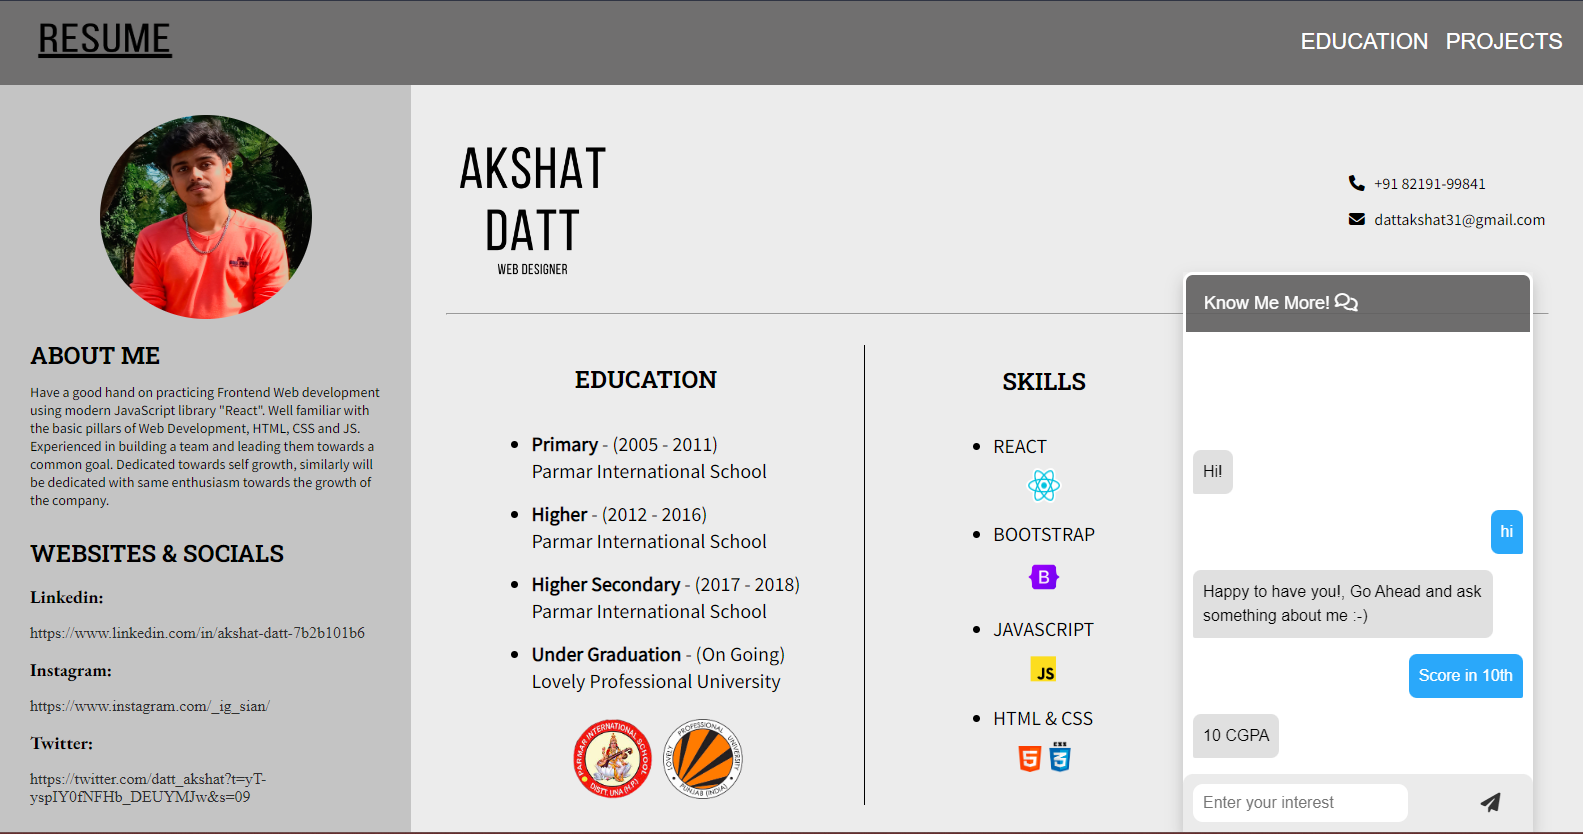 RESUME
EDUCATION PROJECTS
AKSHAT
DATT
WEB DESIGNER
+91 82191-99841
dattakshat31@gmail.com
ABOUT ME
Have a good hand on practicing Frontend Web development
using modern JavaScript library "React". Well familiar with
the basic pillars of Web Development, HTML, CSS and JS.
Experienced in building a team and leading them towards a
common goal. Dedicated towards self growth, similarly will
be dedicated with same enthusiasm towards the growth of
the company.
WEBSITES & SOCIALS
Linkedin:
https://www.linkedin.com/in/akshat-datt-7b2b101b6
Instagram:
https://www.instagram.com/_ig_sian/
Twitter:
https://twitter.com/datt_akshat?t=yT-
yspIY0fNFHb_DEUYMJw&s=09
EDUCATION
Primary - (2005 - 2011)
Parmar International School
Higher - (2012 - 2016)
Parmar International School
Higher Secondary - (2017 - 2018)
Parmar International School
Under Graduation - (On Going)
Lovely Professional University
PARMAR INTERNATIONAL SCHOOL
DISTT. UNA (H.P.)
LOVELY PROFESSIONAL UNIVERSITY
PUNJAB (INDIA)
SKILLS
REACT
BOOTSTRAP
B
JAVASCRIPT
JS
HTML & CSS
5
CSS
3
Know Me More!
Hi!
hi
Happy to have you!, Go Ahead and ask
something about me :-)
Score in 10th
10 CGPA
Enter your interest